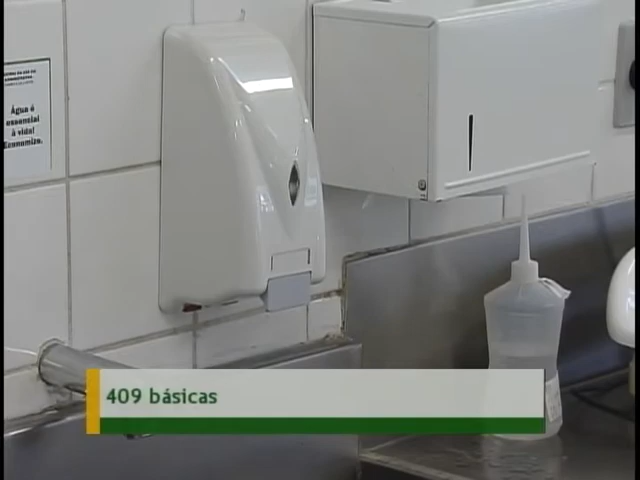 Água é
essencial
à vida!
Economize.
409 básicas